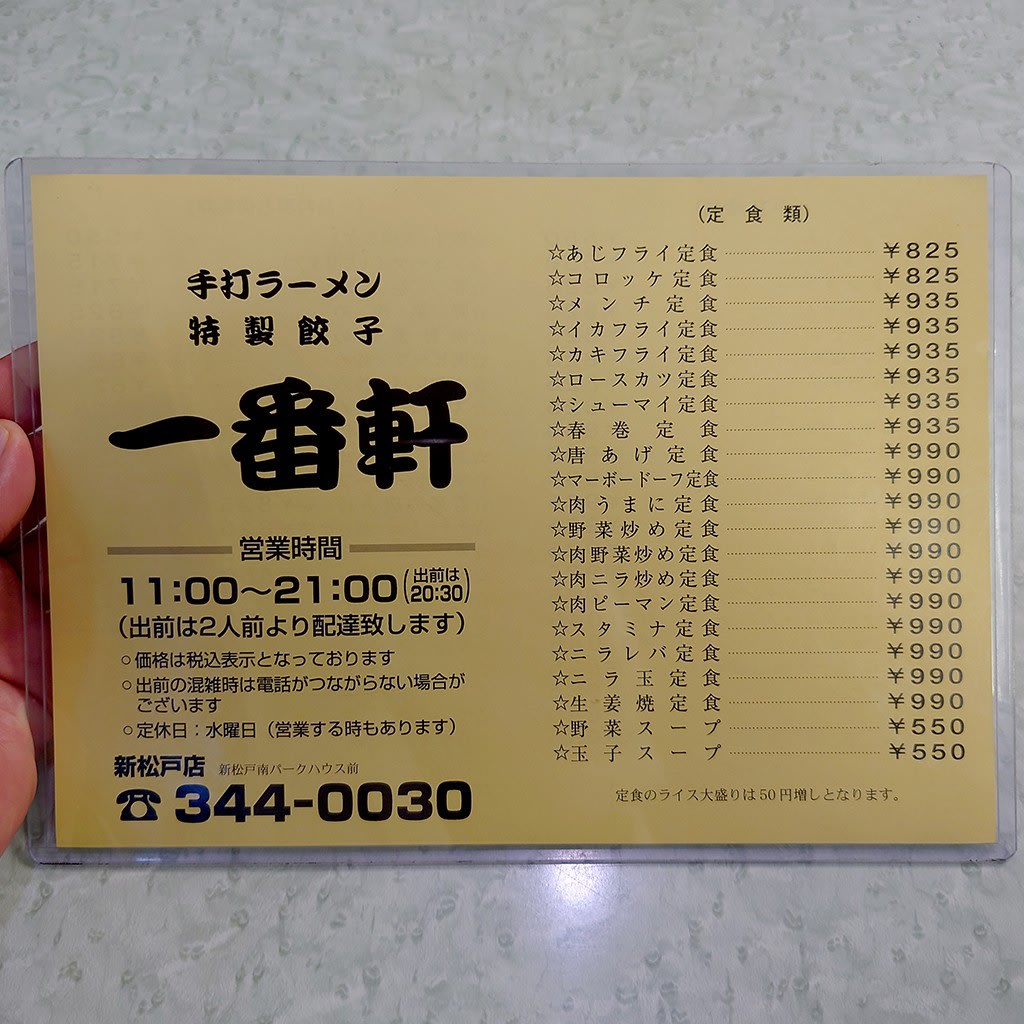 手打ラーメン
特製餃子
一番軒
営業時間
11:00～21:00（出前は20:30）
（出前は2人前より配達致します）
○価格は税込表示となっております
○出前の混雑時は電話がつながらない場合が
ございます
○定休日：水曜日（営業する時もあります）
新松戸店 新松戸南パークハウス前
☎344-0030
（定食類）
☆あじフライ定食 ¥825
☆コロッケ定食 ¥825
☆メンチ定食 ¥935
☆イカフライ定食 ¥935
☆カキフライ定食 ¥935
☆ロースカツ定食 ¥935
☆シューマイ定食 ¥935
☆春巻定食 ¥935
☆唐あげ定食 ¥990
☆マーボードーフ定食 ¥990
☆肉うまに定食 ¥990
☆野菜炒め定食 ¥990
☆肉野菜炒め定食 ¥990
☆肉ニラ炒め定食 ¥990
☆肉ピーマン定食 ¥990
☆スタミナ定食 ¥990
☆ニラレバ定食 ¥990
☆ニラ玉定食 ¥990
☆生姜焼定食 ¥990
☆野菜スープ ¥550
☆玉子スープ ¥550
定食のライス大盛りは50円増しとなります。